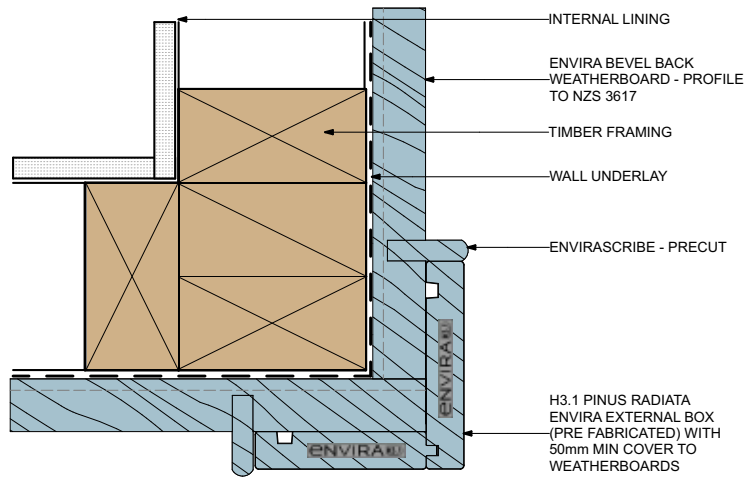 INTERNAL LINING
ENVIRA BEVEL BACK
WEATHERBOARD - PROFILE
TO NZS 3617
TIMBER FRAMING
WALL UNDERLAY
ENVIRASCRIBE - PRECUT
ENVIRA
H3.1 PINUS RADIATA
ENVIRA EXTERNAL BOX
(PRE FABRICATED) WITH
50mm MIN COVER TO
WEATHERBOARDS
ENVIRA